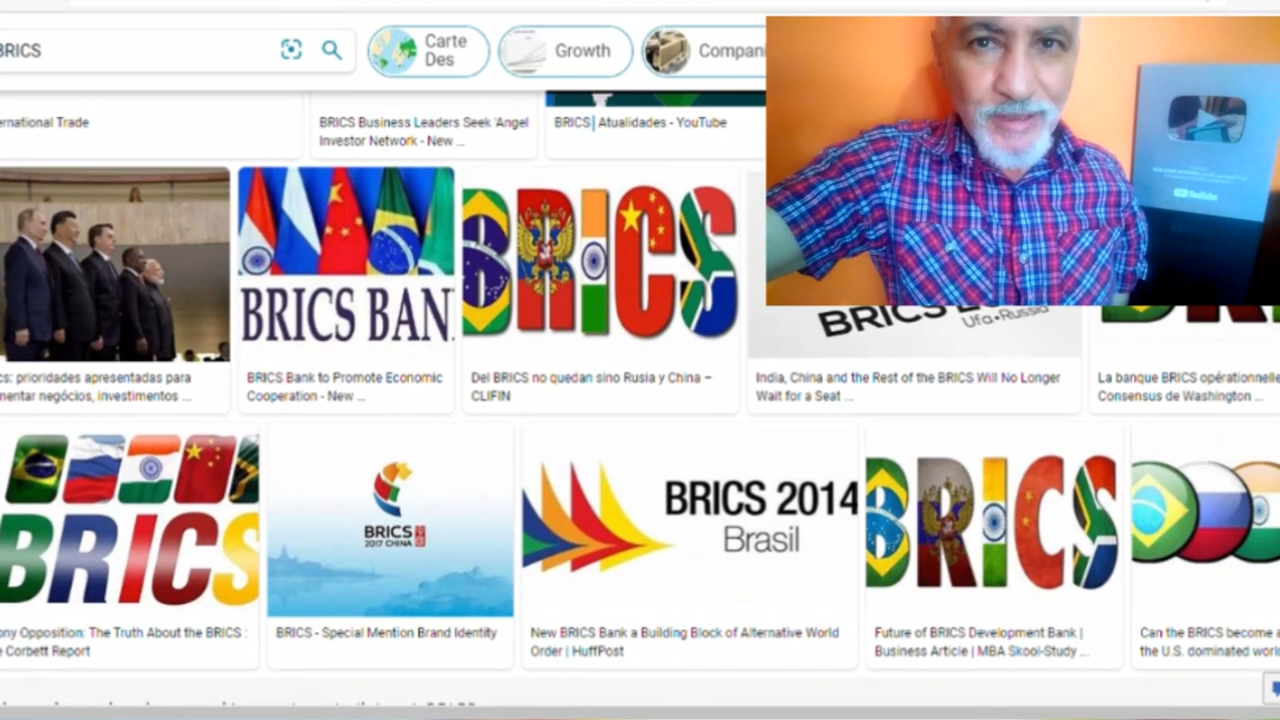 BRICS
Carte
Des
Growth
Compani
ernational Trade
BRICS Business Leaders Seek 'Angel
Investor Network - New ...
BRICS| Atualidades - YouTube
BRICS BAN
BRICS
BRICS
Ufa•Russia
cs: prioridades apresentadas para
mentar negócios, investimentos ...
BRICS Bank to Promote Economic
Cooperation - New ...
Del BRICS no quedan sino Rusia y China –
CLIFIN
India, China and the Rest of the BRICS Will No Longer
Wait for a Seat ...
La banque BRICS opérationnelle
Consensus de Washington ...
BRICS
BRICS
2017 CHINA
BRICS 2014
Brasil
BRICS
ony Opposition: The Truth About the BRICS :
e Corbett Report
BRICS - Special Mention Brand Identity
New BRICS Bank a Building Block of Alternative World
Order | HuffPost
Future of BRICS Development Bank |
Business Article | MBA Skool-Study ...
Can the BRICS become a
the U.S. dominated world
YouTube